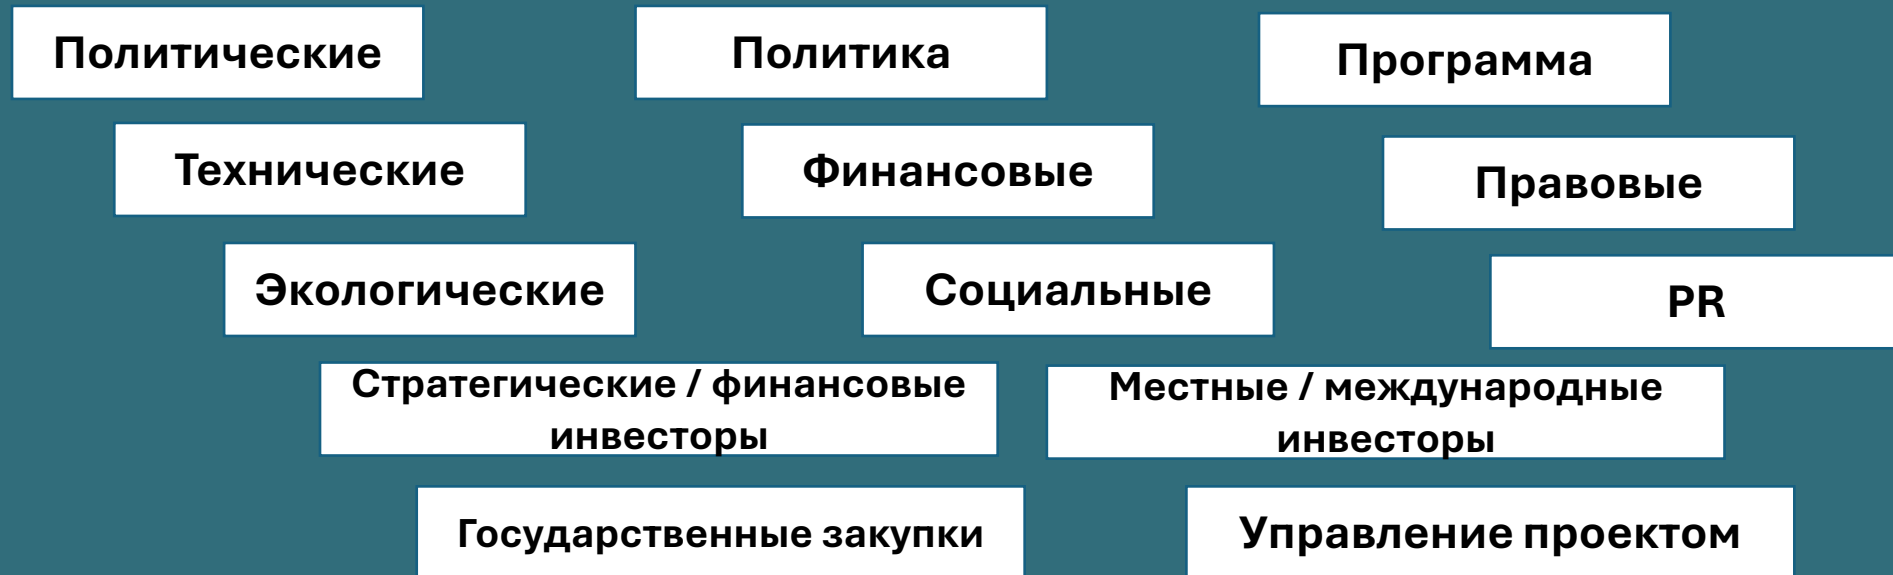 Политические
Политика
Программа
Технические
Финансовые
Правовые
Экологические
Социальные
PR
Стратегические / финансовые
инвесторы
Местные / международные
инвесторы
Государственные закупки
Управление проектом